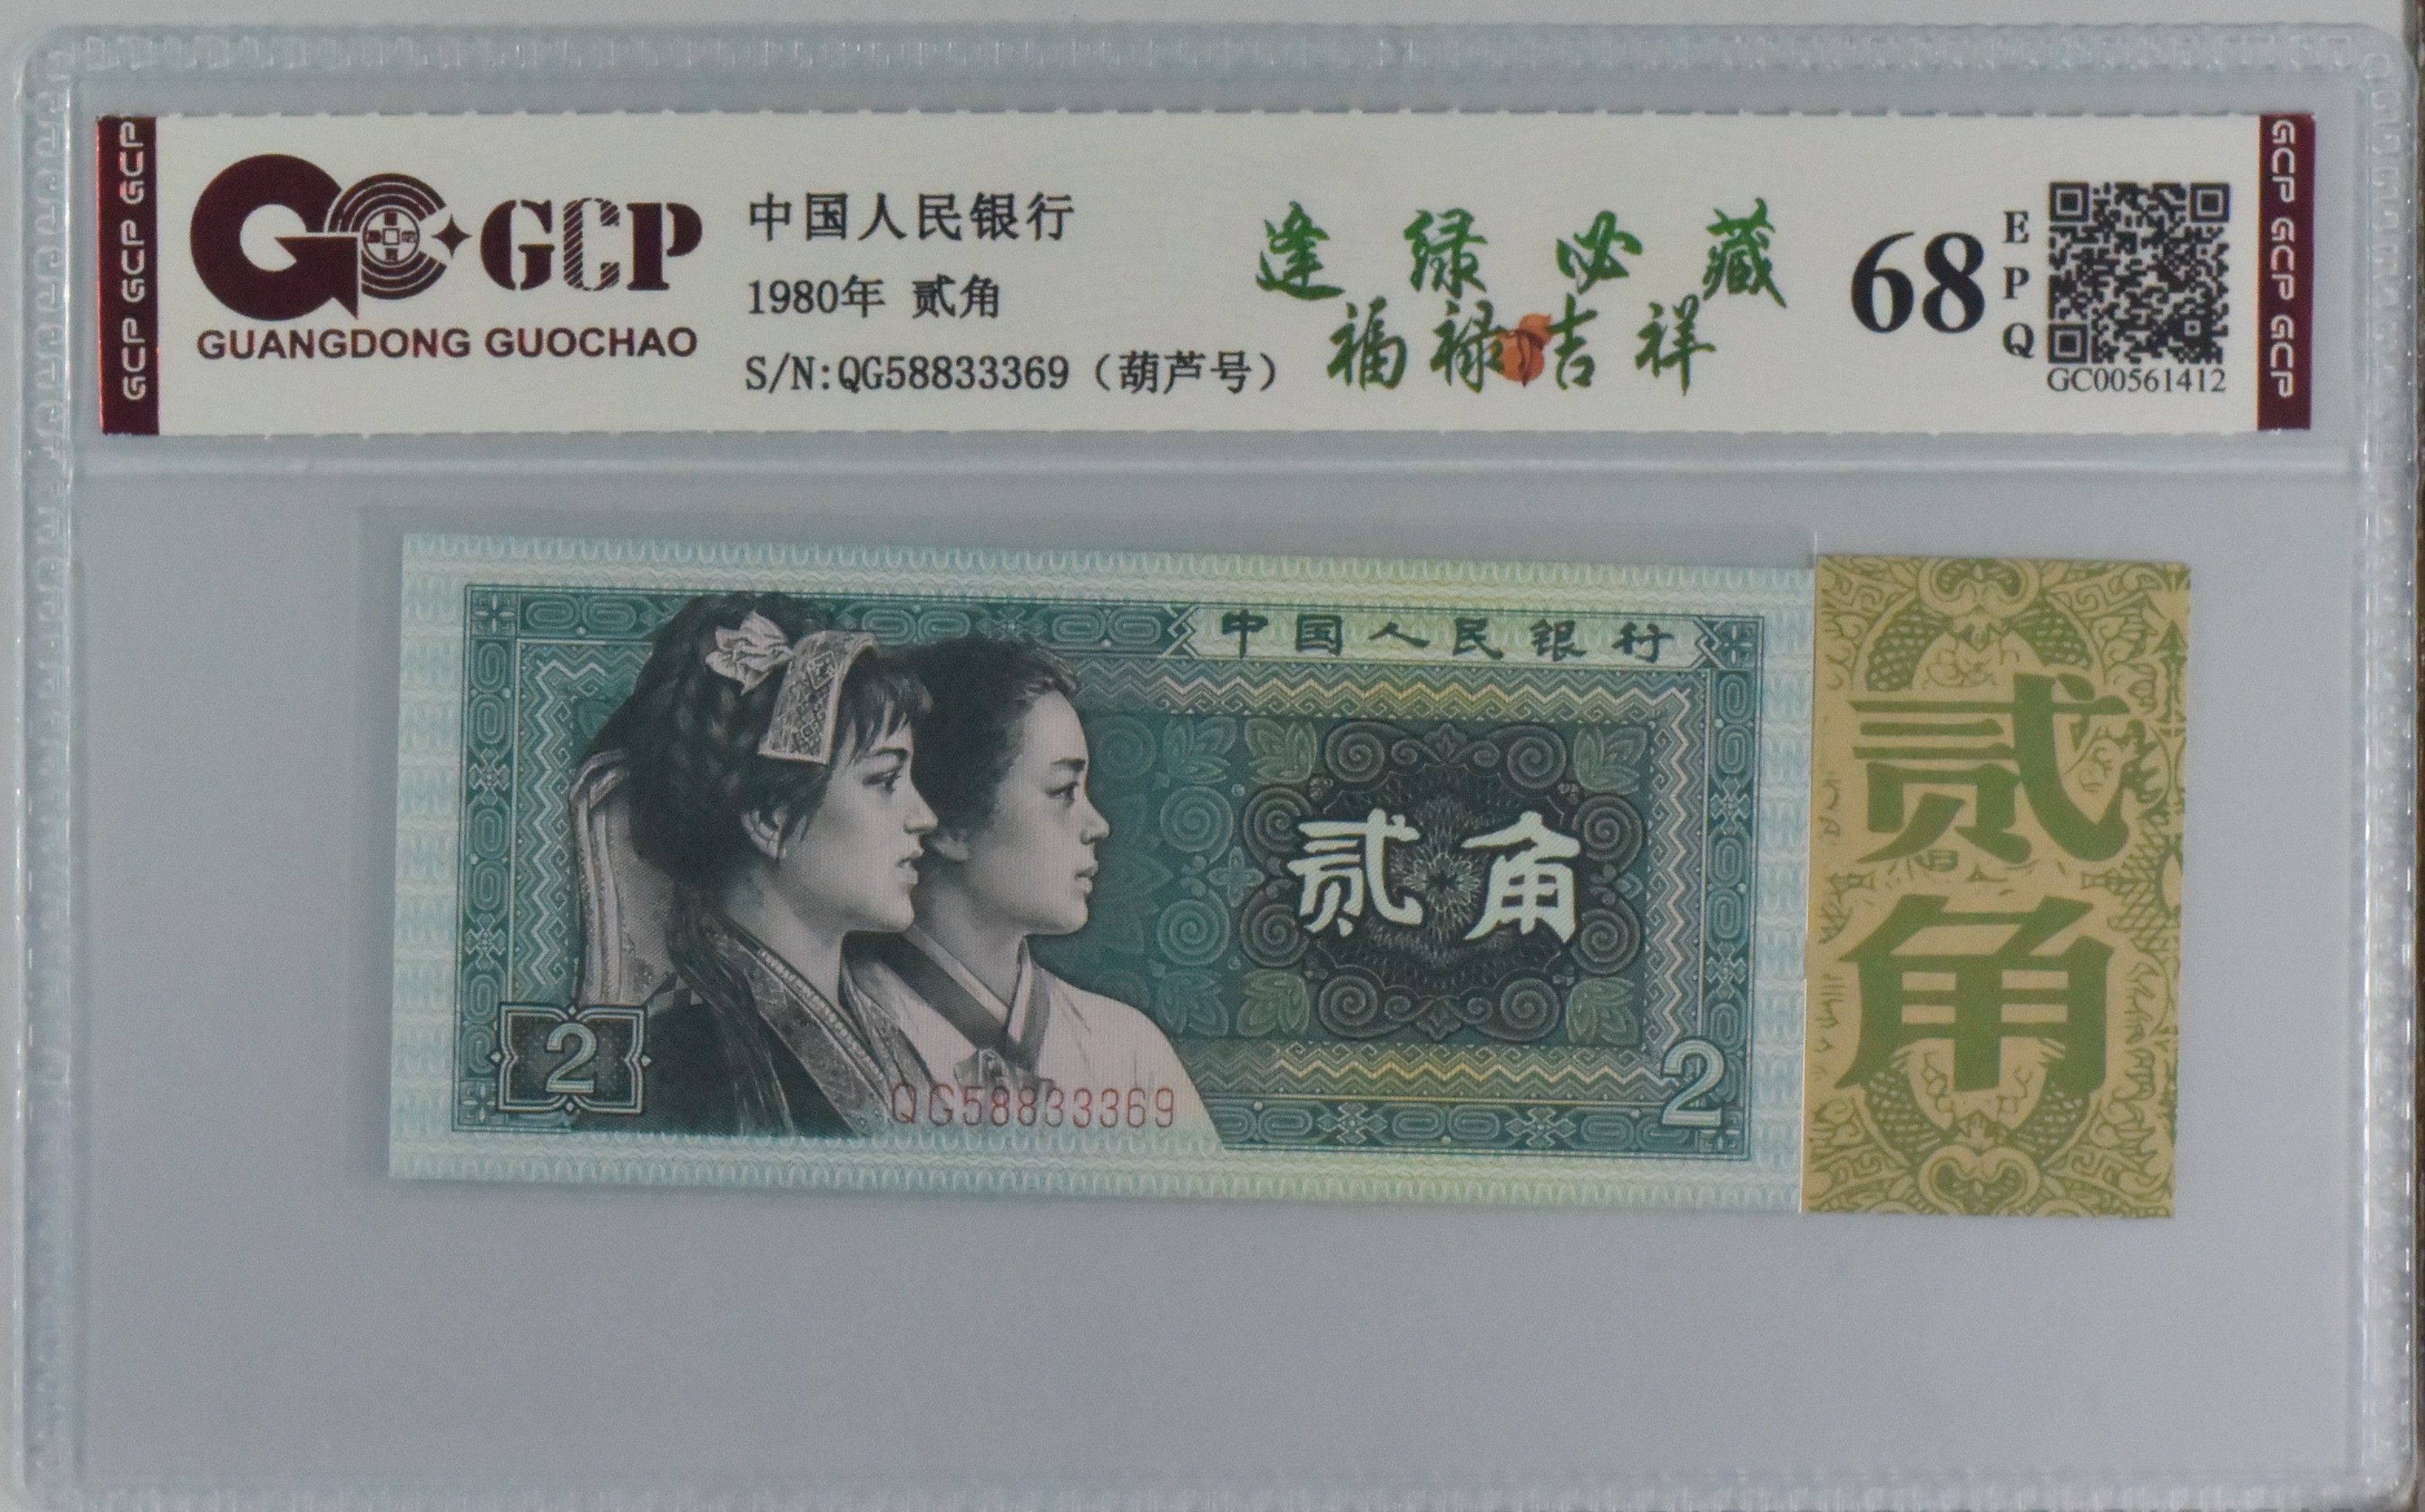 GCP GCP GCP
GCP
GUANGDONG GUOCHAO
中国人民银行
1980年 贰角
S/N:QG58833369（葫芦号）
逢绿必藏
福禄吉祥
68
EPQ
GC00561412
GCP GCP GCP
中国人民银行
贰角
2
QG58833369
2
贰角